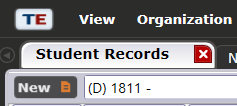 TE View Organization
Student Records N
New (D) 1811 -